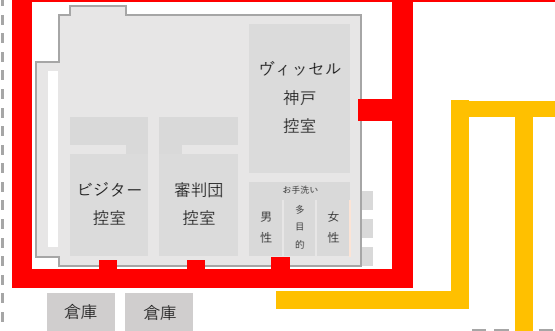 ヴィッセル
神戸
控室
ビジター
控室
審判団
控室
お手洗い
男性
多目的
女性
倉庫
倉庫